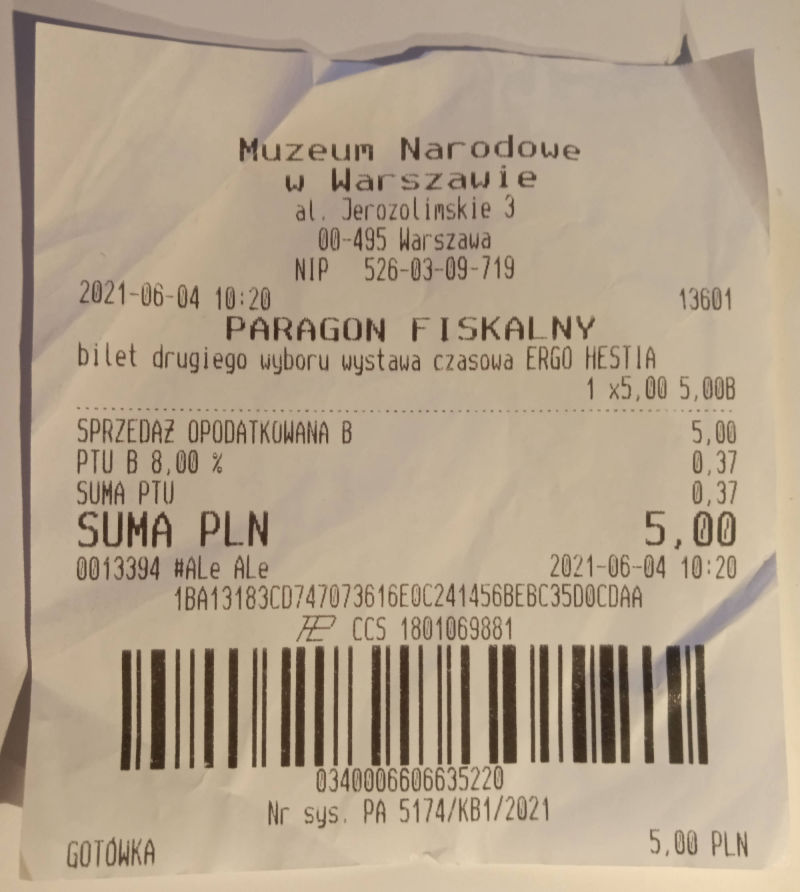 Muzeum Narodowe
w Warszawie
al. Jerozolimskie 3
00-495 Warszawa
NIP 526-03-09-719
2021-06-04 10:20 13601
PARAGON FISKALNY
bilet drugiego wyboru wystawa czasowa ERGO HESTIA
1 x5,00 5,00B
SPRZEDAŻ OPODATKOWANA B 5,00
PTU B 8,00 % 0,37
SUMA PTU 0,37
SUMA PLN 5,00
0013394 #ALe ALe 2021-06-04 10:20
1BA13183CD747073616E0C241456BEBC35D0CDAA
CCS 1801069881
0340006606635220
Nr sys. PA 5174/KB1/2021
GOTÓWKA 5,00 PLN